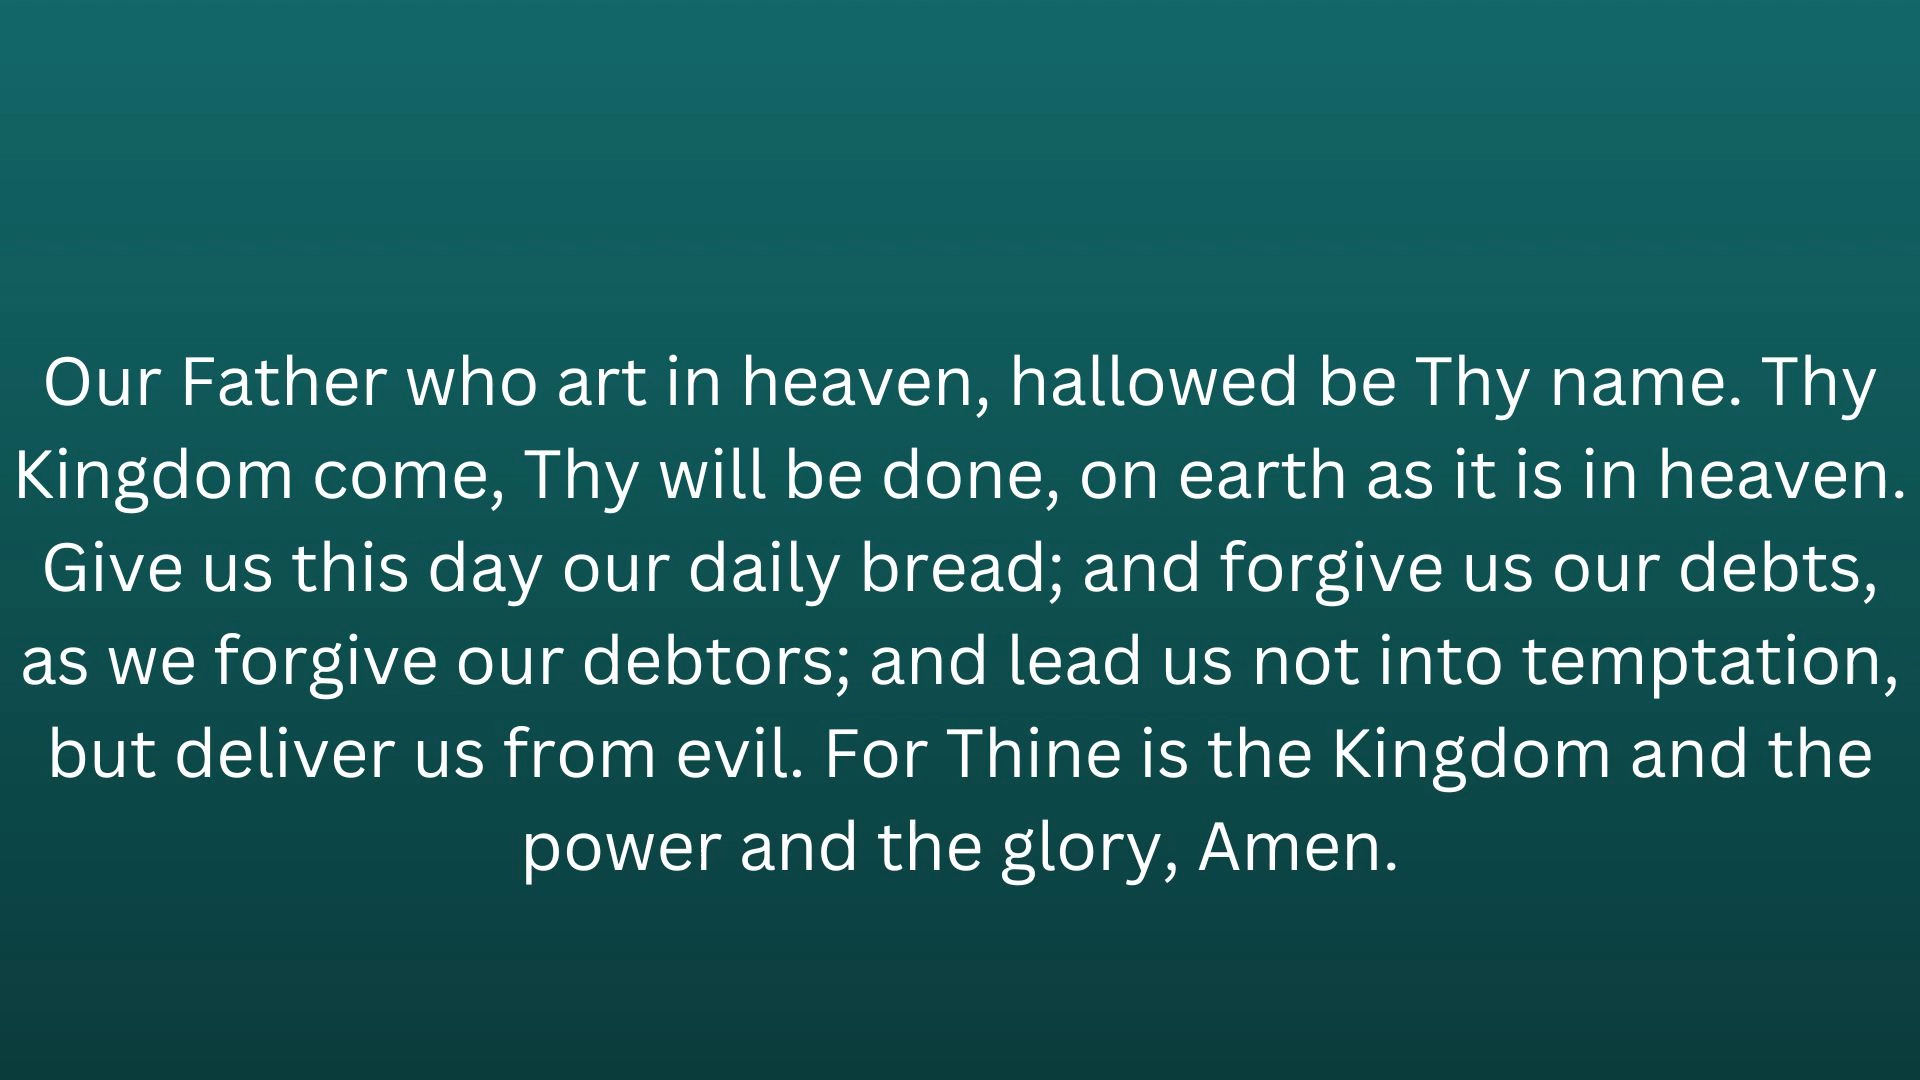 Our Father who art in heaven, hallowed be Thy name. Thy
Kingdom come, Thy will be done, on earth as it is in heaven.
Give us this day our daily bread; and forgive us our debts,
as we forgive our debtors; and lead us not into temptation,
but deliver us from evil. For Thine is the Kingdom and the
power and the glory, Amen.